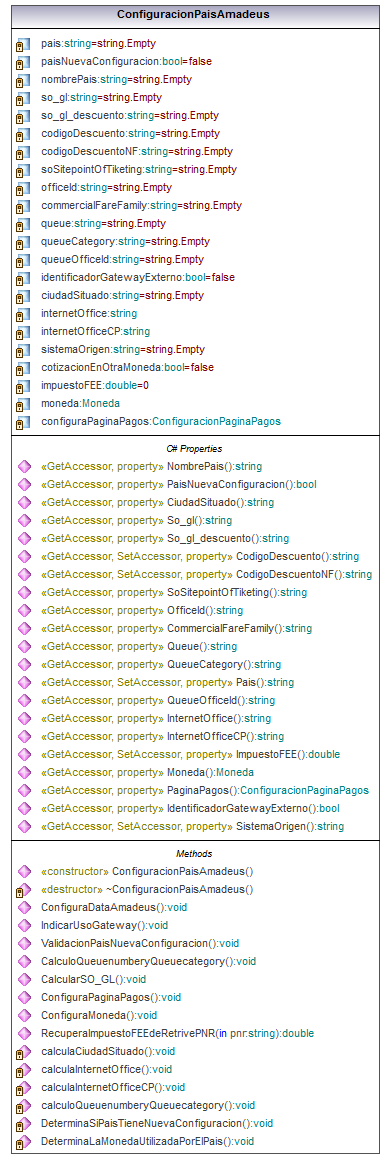 ConfiguracionPaisAmadeus
pais:string=string.Empty
paisNuevaConfiguracion:bool=false
nombrePais:string=string.Empty
so_gl:string=string.Empty
so_gl_descuento:string=string.Empty
codigoDescuento:string=string.Empty
codigoDescuentoNF:string=string.Empty
soSitepointOfTiketing:string=string.Empty
officeId:string=string.Empty
commercialFareFamily:string=string.Empty
queue:string=string.Empty
queueCategory:string=string.Empty
queueOfficeId:string=string.Empty
identificadorGatewayExterno:bool=false
ciudadSituado:string=string.Empty
internetOffice:string
internetOfficeCP:string
sistemaOrigen:string=string.Empty
cotizacionEnOtraMoneda:bool=false
impuestoFEE:double=0
moneda:Moneda
configuraPaginaPagos:ConfiguracionPaginaPagos
C# Properties
«GetAccessor, property» NombrePais():string
«GetAccessor, property» PaisNuevaConfiguracion():bool
«GetAccessor, property» CiudadSituado():string
«GetAccessor, property» So_gl():string
«GetAccessor, property» So_gl_descuento():string
«GetAccessor, SetAccessor, property» CodigoDescuento():string
«GetAccessor, SetAccessor, property» CodigoDescuentoNF():string
«GetAccessor, property» SoSitepointOfTiketing():string
«GetAccessor, property» OfficeId():string
«GetAccessor, property» CommercialFareFamily():string
«GetAccessor, property» Queue():string
«GetAccessor, property» QueueCategory():string
«GetAccessor, SetAccessor, property» Pais():string
«GetAccessor, property» QueueOfficeId():string
«GetAccessor, property» InternetOffice():string
«GetAccessor, property» InternetOfficeCP():string
«GetAccessor, SetAccessor, property» ImpuestoFEE():double
«GetAccessor, property» Moneda():Moneda
«GetAccessor, property» PaginaPagos():ConfiguracionPaginaPagos
«GetAccessor, property» IdentificadorGatewayExterno():bool
«GetAccessor, SetAccessor, property» SistemaOrigen():string
Methods
«constructor» ConfiguracionPaisAmadeus()
«destructor» ~ConfiguracionPaisAmadeus()
ConfiguraDataAmadeus():void
IndicarUsoGateway():void
ValidacionPaisNuevaConfiguracion():void
CalculoQueuenumberyQueuecategory():void
CalcularSO_GL():void
ConfiguraPaginaPagos():void
ConfiguraMoneda():void
RecuperaImpuestoFEEdeRetrivePNR(in pnr:string):double
calculaCiudadSituado():void
calculaInternetOffice():void
calculaInternetOfficeCP():void
calculoQueuenumberyQueuecategory():void
DeterminaSiPaisTieneNuevaConfiguracion():void
DeterminaLaMonedaUtilizadaPorElPais():void